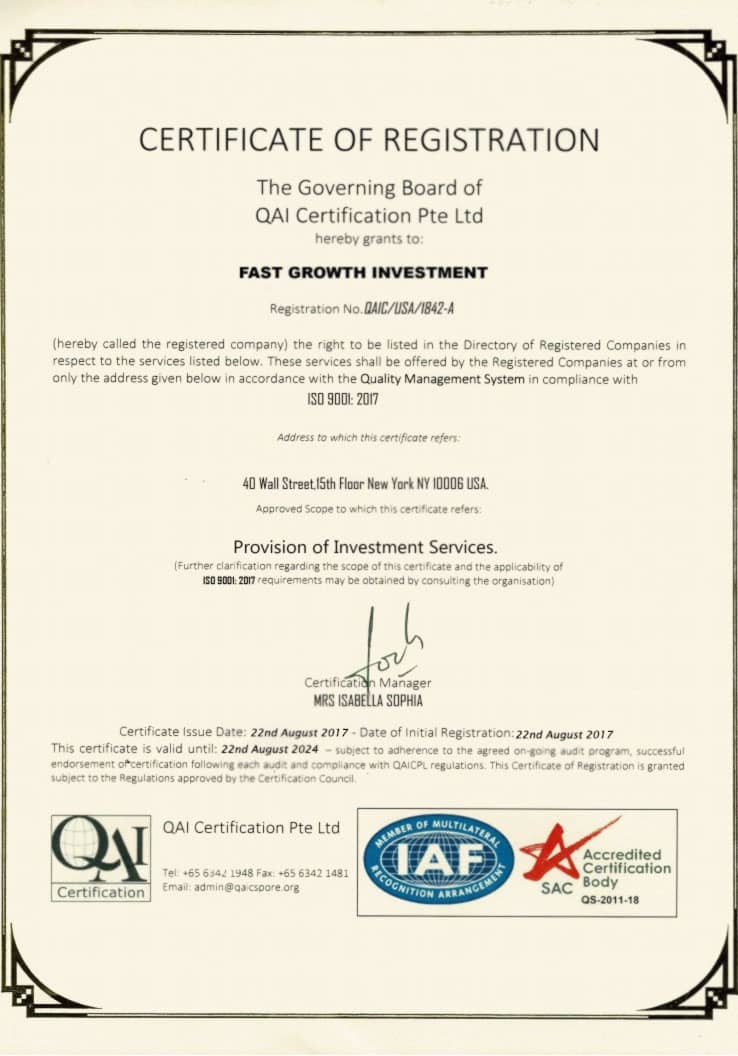 CERTIFICATE OF REGISTRATION
The Governing Board of
QAI Certification Pte Ltd
hereby grants to:
FAST GROWTH INVESTMENT
Registration No. QAIC/USA/1842-A
(hereby called the registered company) the right to be listed in the Directory of Registered Companies in
respect to the services listed below. These services shall be offered by the Registered Companies at or from
only the address given below in accordance with the Quality Management System in compliance with
ISO 9001: 2017
Address to which this certificate refers:
40 Wall Street,15th Floor New York NY 10006 USA.
Approved Scope to which this certificate refers:
Provision of Investment Services.
(Further clarification regarding the scope of this certificate and the applicability of
ISO 9001: 2017 requirements may be obtained by consulting the organisation)
Certification Manager
MRS ISABELLA SOPHIA
Certificate Issue Date: 22nd August 2017 - Date of Initial Registration: 22nd August 2017
This certificate is valid until: 22nd August 2024 – subject to adherence to the agreed on-going audit program, successful
endorsement of certification following each audit and compliance with QAICPL regulations. This Certificate of Registration is granted
subject to the Regulations approved by the Certification Council.
QAI
Certification
QAI Certification Pte Ltd
Tel: +65 6342 1948 Fax: +65 6342 1481
Email: admin@qaicspore.org
MEMBER OF MULTILATERAL
IAF
RECOGNITION ARRANGEMENT
SAC
Accredited
Certification
Body
QS-2011-18